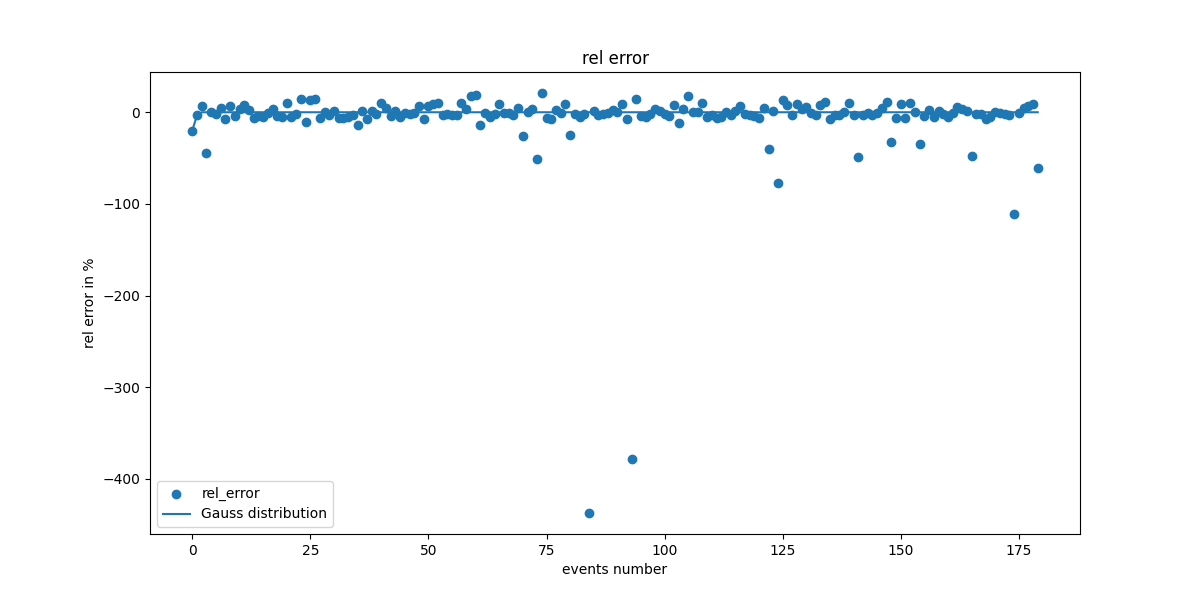 rel error
0
−100
−200
−300
−400
rel error in %
rel_error
Gauss distribution
0
25
50
75
100
125
150
175
events number